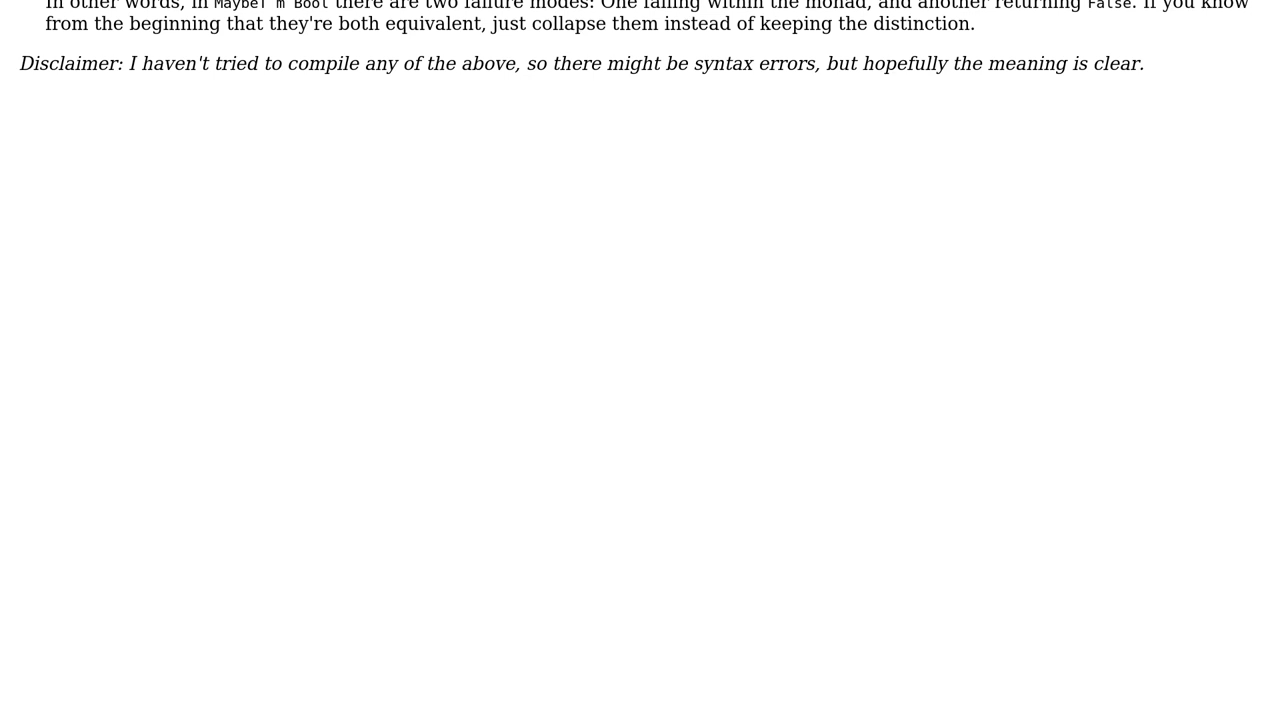 In other words, in MaybeT m Bool there are two failure modes: One failing within the monad, and another returning False. If you know
from the beginning that they're both equivalent, just collapse them instead of keeping the distinction.
Disclaimer: I haven't tried to compile any of the above, so there might be syntax errors, but hopefully the meaning is clear.